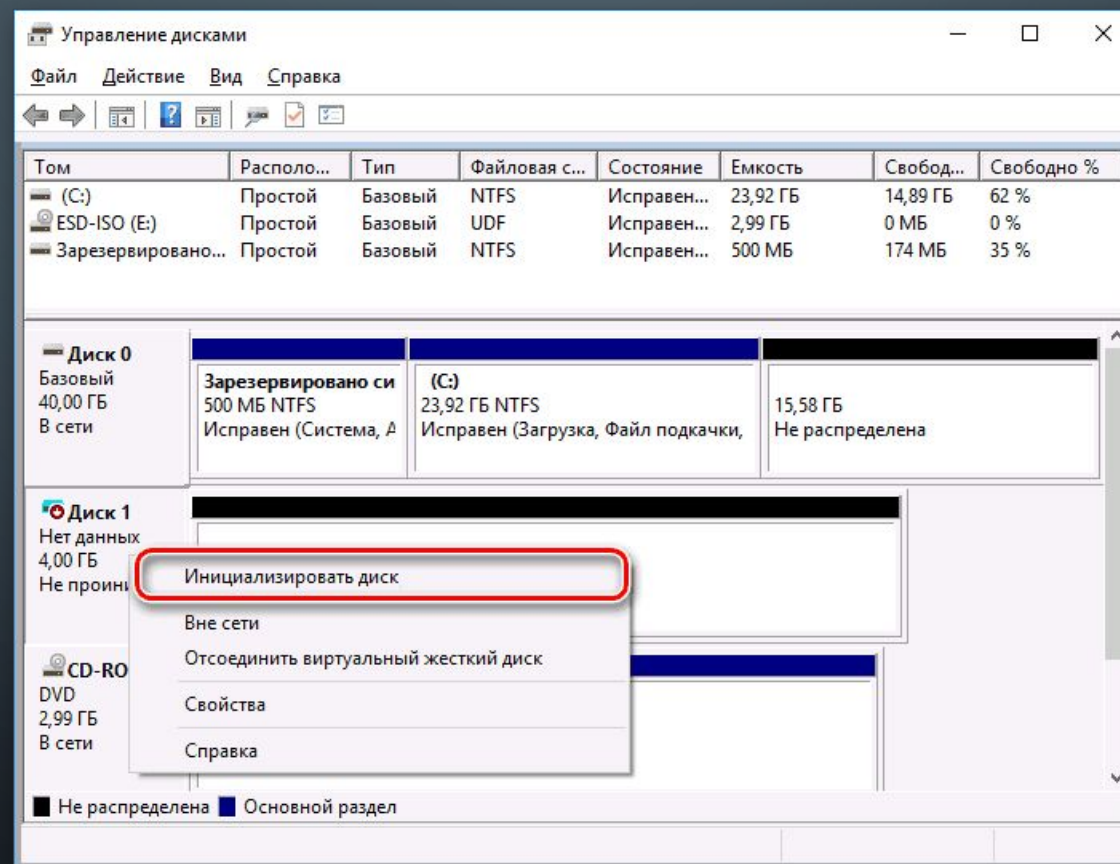 Управление дисками
Файл Действие Вид Справка
Том Располо... Тип Файловая с... Состояние Емкость Свобод... Свободно %
(C:) Простой Базовый NTFS Исправен... 23,92 ГБ 14,89 ГБ 62 %
ESD-ISO (E:) Простой Базовый UDF Исправен... 2,99 ГБ 0 МБ 0 %
Зарезервировано... Простой Базовый NTFS Исправен... 500 МБ 174 МБ 35 %
Диск 0
Базовый
40,00 ГБ
В сети
Зарезервировано си
500 МБ NTFS
Исправен (Система, А
(C:)
23,92 ГБ NTFS
Исправен (Загрузка, Файл подкачки,
15,58 ГБ
Не распределена
Диск 1
Нет данных
4,00 ГБ
Не проини
Инициализировать диск
Вне сети
Отсоединить виртуальный жесткий диск
Свойства
Справка
CD-RO
DVD
2,99 ГБ
В сети
Не распределена Основной раздел